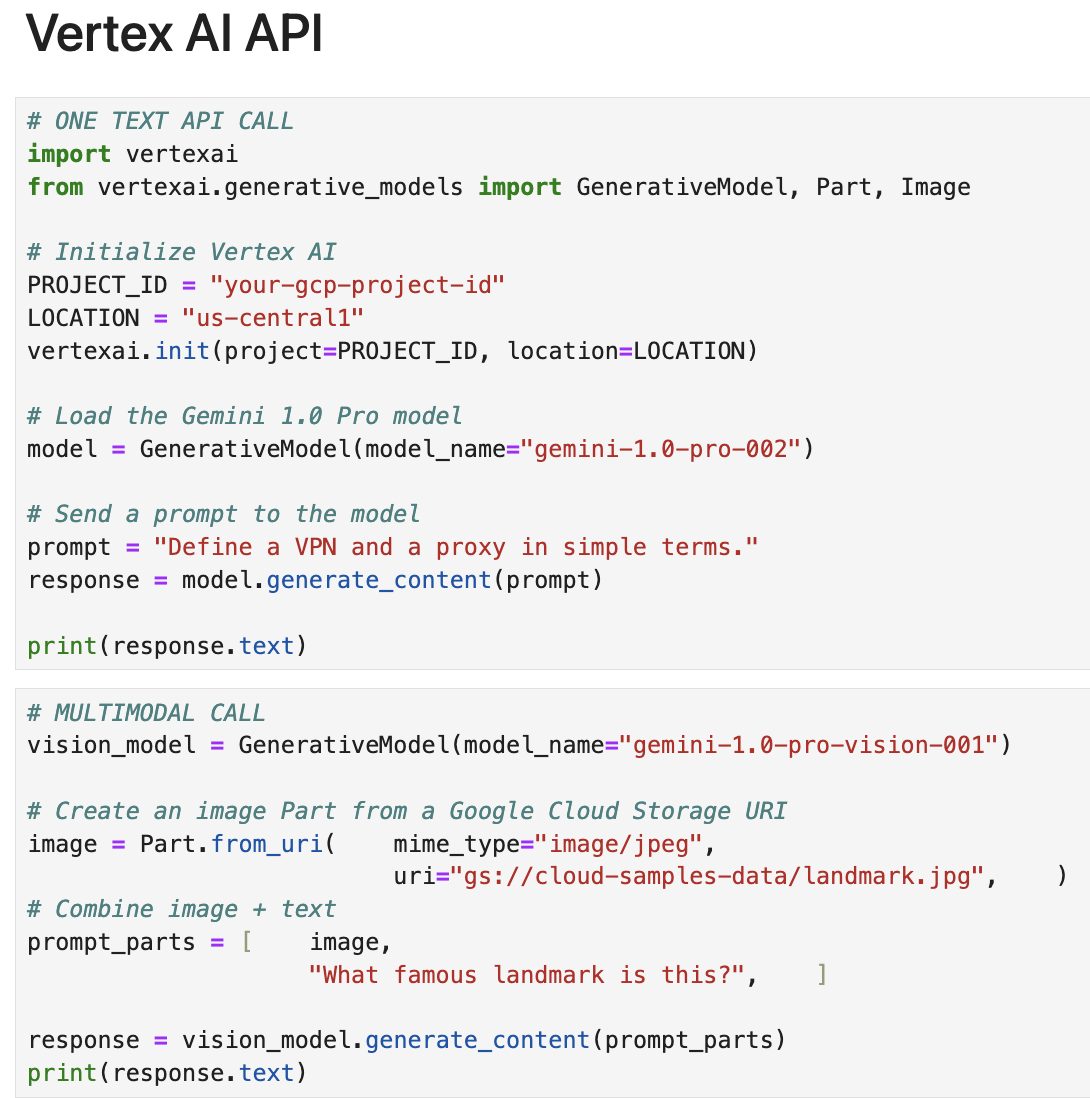 Vertex AI API
# ONE TEXT API CALL
import vertexai
from vertexai.generative_models import GenerativeModel, Part, Image
# Initialize Vertex AI
PROJECT_ID = "your-gcp-project-id"
LOCATION = "us-central1"
vertexai.init(project=PROJECT_ID, location=LOCATION)
# Load the Gemini 1.0 Pro model
model = GenerativeModel(model_name="gemini-1.0-pro-002")
# Send a prompt to the model
prompt = "Define a VPN and a proxy in simple terms."
response = model.generate_content(prompt)
print(response.text)
# MULTIMODAL CALL
vision_model = GenerativeModel(model_name="gemini-1.0-pro-vision-001")
# Create an image Part from a Google Cloud Storage URI
image = Part.from_uri(    mime_type="image/jpeg",
                          uri="gs://cloud-samples-data/landmark.jpg",    )
# Combine image + text
prompt_parts = [    image,
                    "What famous landmark is this?",    ]
response = vision_model.generate_content(prompt_parts)
print(response.text)